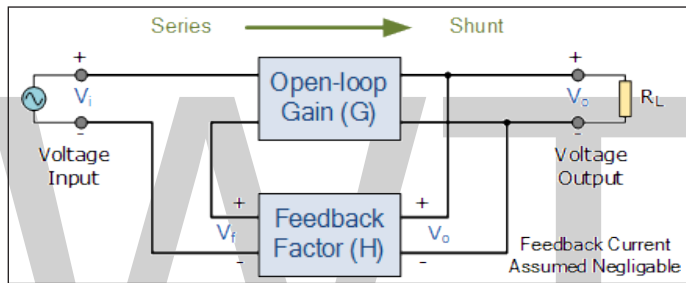 Series Shunt
+ +
Open-loop
Gain (G)
Vi Vo RL
- -
Voltage
Input
Voltage
Output
+ +
Feedback
Factor (H)
Vf Vo
- -
Feedback Current
Assumed Negligable
WT